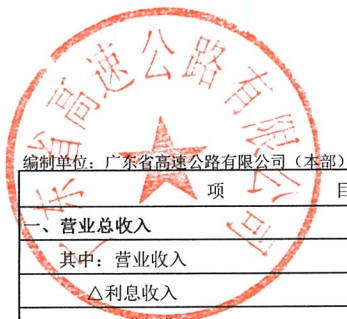 广东省高速公路有限公司
编制单位：广东省高速公路有限公司（本部）
项 目
一、营业总收入
其中：营业收入
△利息收入